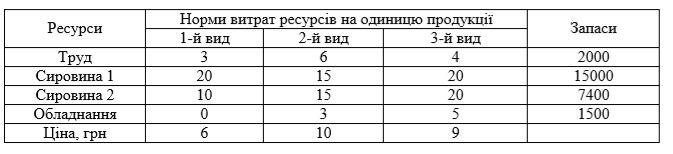 Ресурси Норми витрат ресурсів на одиницю продукції Запаси
1-й вид 2-й вид 3-й вид
Труд 3 6 4 2000
Сировина 1 20 15 20 15000
Сировина 2 10 15 20 7400
Обладнання 0 3 5 1500
Ціна, грн 6 10 9